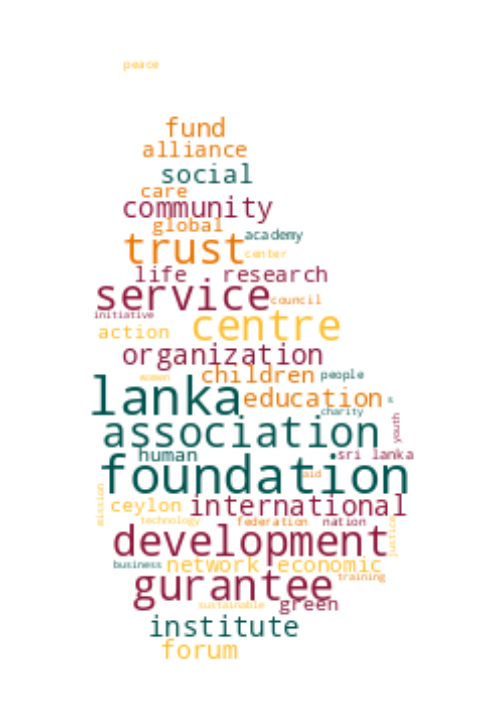 peace
fund
alliance
social
care
community
global
academy
trust
center
life research
service
council
initiative
centre
action
organization
children people
women
lanka
education s
charity
association
youth
human
sri lanka
foundation
aid
mission
ceylon international
technology federation nation
justice
development
business network economic
training
gurantee
sustainable green
institute
forum